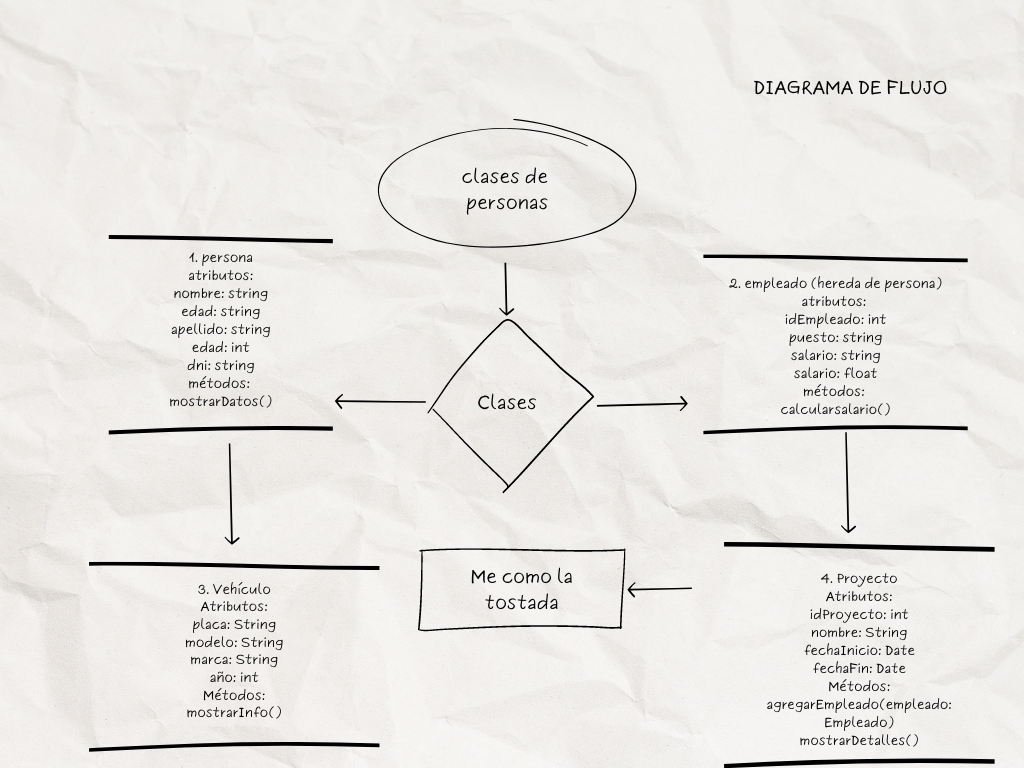 DIAGRAMA DE FLUJO
clases de
personas
1. persona
atributos:
nombre: string
edad: string
apellido: string
edad: int
dni: string
métodos:
mostrarDatos()
Clases
2. empleado (hereda de persona)
atributos:
idEmpleado: int
puesto: string
salario: string
salario: float
métodos:
calcularsalario()
3. Vehículo
Atributos:
placa: String
modelo: String
marca: String
año: int
Métodos:
mostrarInfo()
Me como la
tostada
4. Proyecto
Atributos:
idProyecto: int
nombre: String
fechaInicio: Date
fechaFin: Date
Métodos:
agregarEmpleado(empleado:
Empleado)
mostrarDetalles()